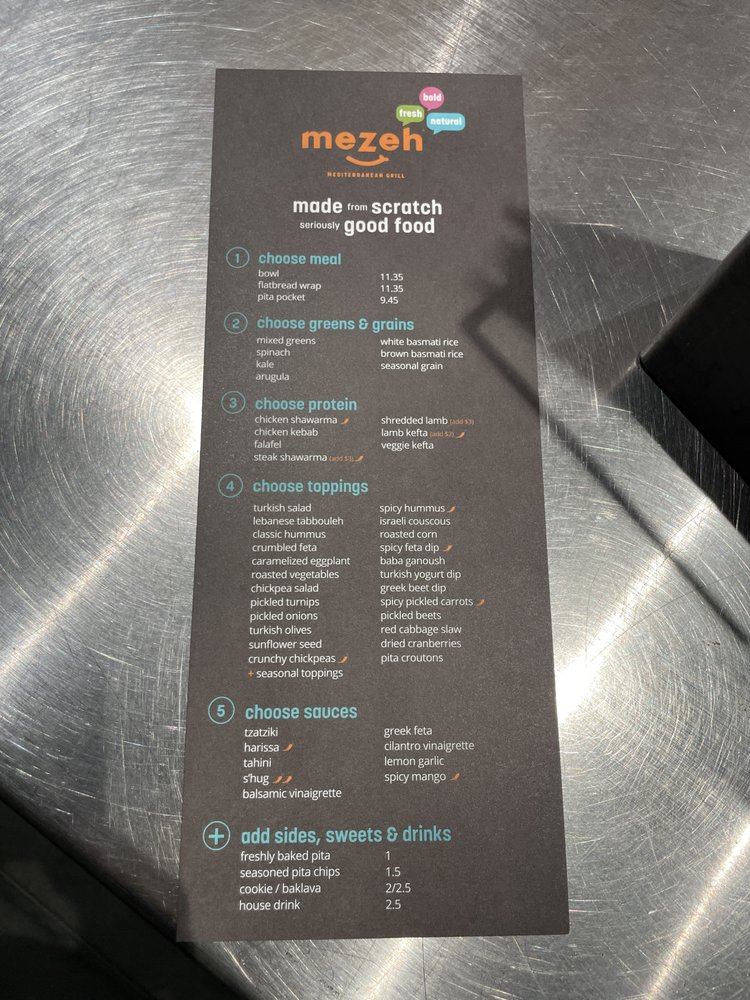 bold
fresh
natural
mezeh
MEDITERRANEAN GRILL
made from scratch
seriously good food
1 choose meal
bowl 11.35
flatbread wrap 11.35
pita pocket 9.45
2 choose greens & grains
mixed greens
spinach
kale
arugula
white basmati rice
brown basmati rice
seasonal grain
3 choose protein
chicken shawarma
chicken kebab
falafel
steak shawarma (add $3)
shredded lamb (add $3)
lamb kefta (add $2)
veggie kefta
4 choose toppings
turkish salad
lebanese tabbouleh
classic hummus
crumbled feta
caramelized eggplant
roasted vegetables
chickpea salad
pickled turnips
pickled onions
turkish olives
sunflower seed
crunchy chickpeas
+ seasonal toppings
spicy hummus
israeli couscous
roasted corn
spicy feta dip
baba ganoush
turkish yogurt dip
greek beet dip
spicy pickled carrots
pickled beets
red cabbage slaw
dried cranberries
pita croutons
5 choose sauces
tzatziki
harissa
tahini
s'hug
balsamic vinaigrette
greek feta
cilantro vinaigrette
lemon garlic
spicy mango
+ add sides, sweets & drinks
freshly baked pita 1
seasoned pita chips 1.5
cookie / baklava 2/2.5
house drink 2.5